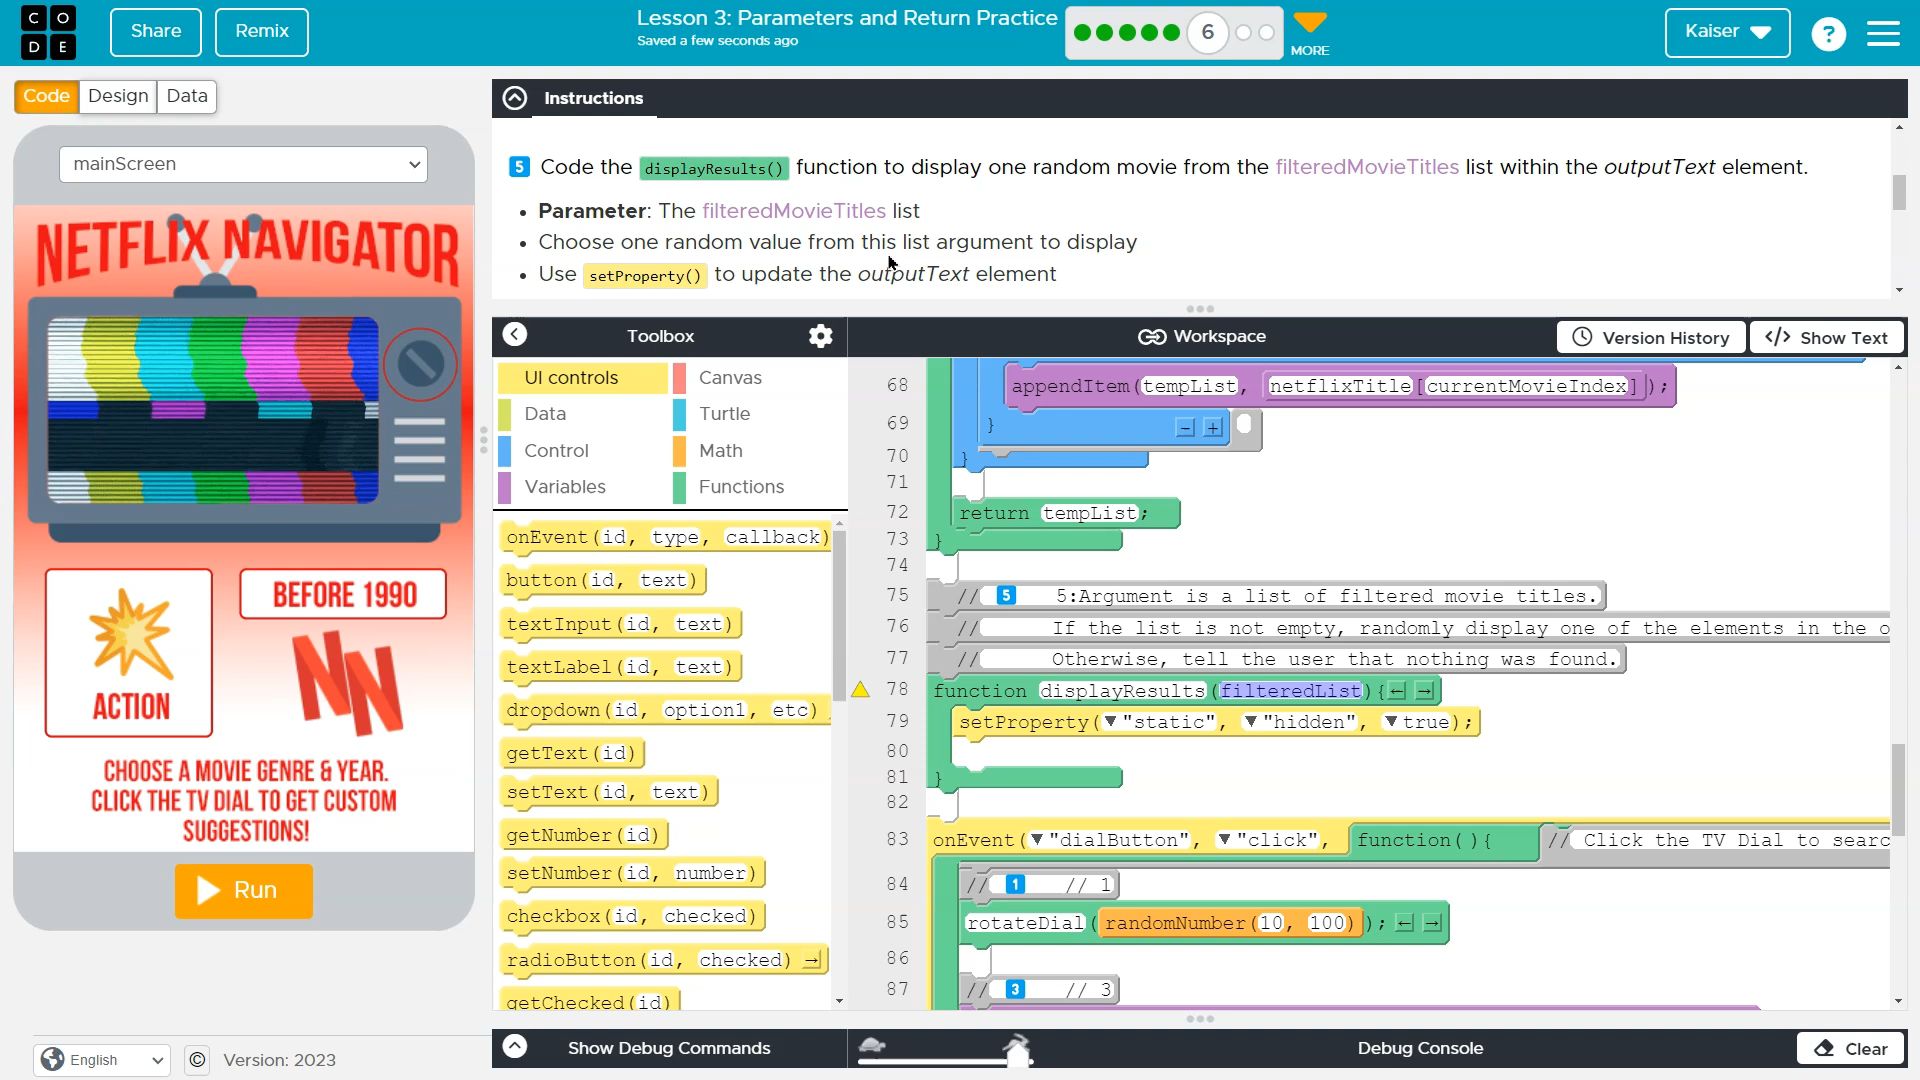 C O D E
Share
Remix
Lesson 3: Parameters and Return Practice
Saved a few seconds ago
6
MORE
Kaiser
?
Code
Design
Data
Instructions
mainScreen
5 Code the displayResults() function to display one random movie from the filteredMovieTitles list within the outputText element.
• Parameter: The filteredMovieTitles list
• Choose one random value from this list argument to display
• Use setProperty() to update the outputText element
NETFLIX NAVIGATOR
ACTION
BEFORE 1990
CHOOSE A MOVIE GENRE & YEAR.
CLICK THE TV DIAL TO GET CUSTOM
SUGGESTIONS!
Run
Toolbox
Workspace
Version History
</> Show Text
UI controls
Canvas
Data
Turtle
Control
Math
Variables
Functions
onEvent(id, type, callback)
button(id, text)
textInput(id, text)
textLabel(id, text)
dropdown(id, option1, etc)
getText(id)
setText(id, text)
getNumber(id)
setNumber(id, number)
checkbox(id, checked)
radioButton(id, checked) →
getChecked(id)
68 appendItem(tempList, netflixTitle[currentMovieIndex]);
69 } - +
70 }
71
72 return tempList;
73 }
74
75 // 5 5:Argument is a list of filtered movie titles.
76 // If the list is not empty, randomly display one of the elements in the o
77 // Otherwise, tell the user that nothing was found.
78 function displayResults(filteredList){ ← →
79 setProperty(▼"static", ▼"hidden", ▼true);
80
81 }
82
83 onEvent(▼"dialButton", ▼"click", function( ){ // Click the TV Dial to searc
84 // 1 // 1
85 rotateDial(randomNumber(10, 100)); ← →
86
87 // 3 // 3
English
© Version: 2023
Show Debug Commands
Debug Console
Clear